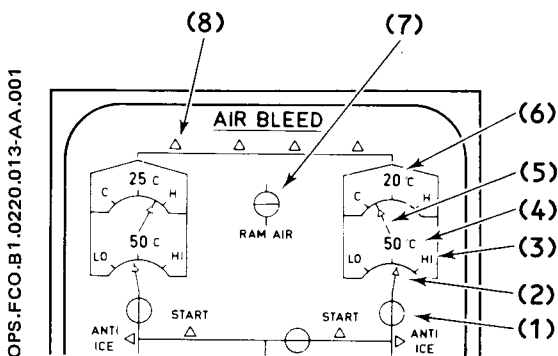 (8)
(7)
OPS.FCO.B1.0220.013-AA.001
AIR BLEED
(6)
25 °C
20 °C
C
H
C
H
(5)
RAM AIR
(4)
50 °C
50 °C
(3)
LO
HI
LO
HI
(2)
START
START
(1)
ANTI
ICE
ANTI
ICE